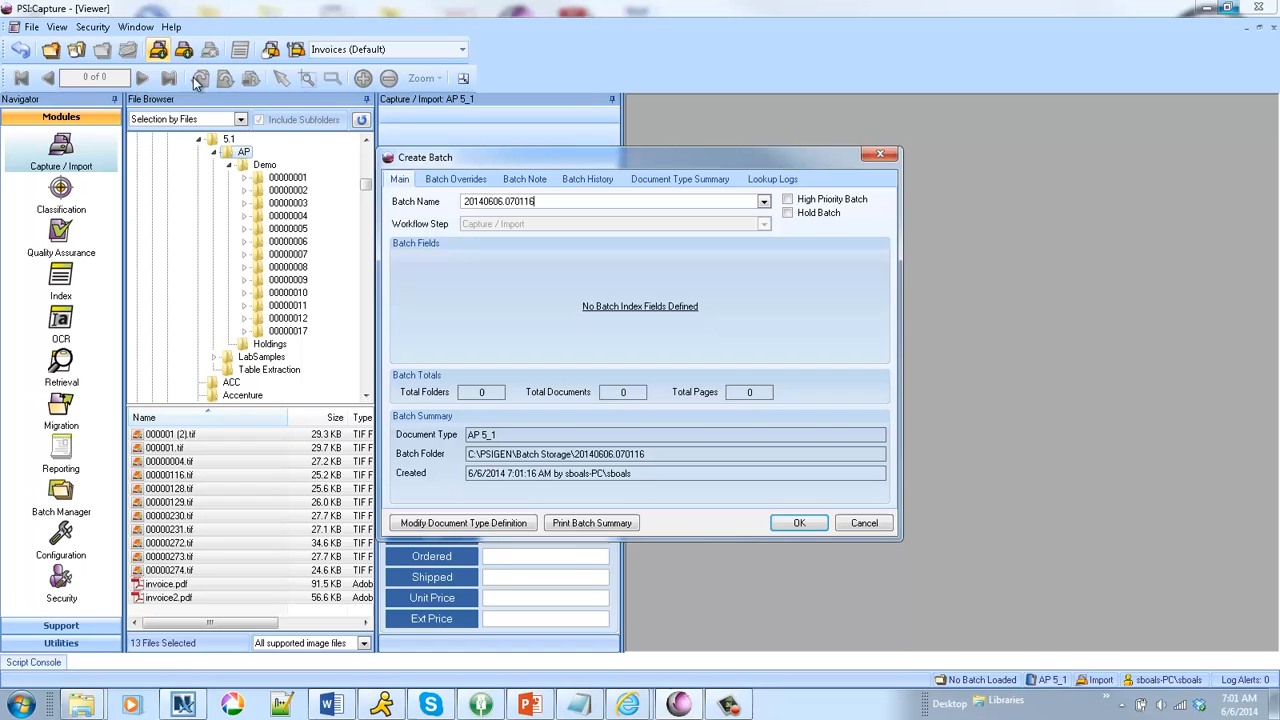 PSI:Capture - [Viewer]
File View Security Window Help
Invoices (Default)
0 of 0
Zoom
Navigator
File Browser
Capture / Import: AP 5_1
Modules
Capture / Import
Classification
Quality Assurance
Index
OCR
Retrieval
Migration
Reporting
Batch Manager
Configuration
Security
Support
Utilities
Selection by Files
Include Subfolders
5.1
AP
Demo
00000001
00000002
00000003
00000004
00000005
00000006
00000007
00000008
00000009
00000010
00000011
00000012
00000017
Holdings
LabSamples
Table Extraction
ACC
Accenture
Name Size Type
000001 (2).tif 29.3 KB TIF F
000001.tif 29.7 KB TIF F
00000004.tif 27.2 KB TIF F
00000116.tif 25.6 KB TIF F
00000128.tif 25.6 KB TIF F
00000129.tif 26.0 KB TIF F
00000230.tif 27.1 KB TIF F
00000231.tif 27.1 KB TIF F
00000272.tif 34.6 KB TIF F
00000273.tif 27.7 KB TIF F
00000274.tif 24.6 KB TIF F
invoice.pdf 91.5 KB Adob
invoice2.pdf 56.6 KB Adob
13 Files Selected
All supported image files
Create Batch
Main Batch Overrides Batch Note Batch History Document Type Summary Lookup Logs
Batch Name 20140606.070116
High Priority Batch
Hold Batch
Workflow Step Capture / Import
Batch Fields
No Batch Index Fields Defined
Batch Totals
Total Folders 0 Total Documents 0 Total Pages 0
Batch Summary
Document Type AP 5_1
Batch Folder C:\PSIGEN\Batch Storage\20140606.070116
Created 6/6/2014 7:01:16 AM by sboals-PC\sboals
Modify Document Type Definition Print Batch Summary OK Cancel
Ordered
Shipped
Unit Price
Ext Price
Script Console
No Batch Loaded AP 5_1 Import sboals-PC\sboals Log Alerts: 0
Desktop Libraries
7:01 AM
6/6/2014